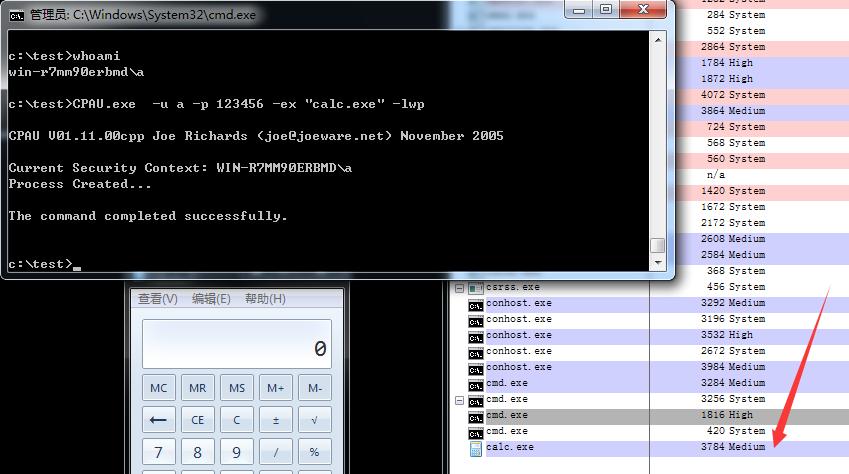 管理员: C:\Windows\System32\cmd.exe
c:\test>whoami
win-r7mm90erbmd\a
c:\test>CPAU.exe  -u a -p 123456 -ex "calc.exe" -lwp
CPAU V01.11.00cpp Joe Richards (joe@joeware.net) November 2005
Current Security Context: WIN-R7MM90ERBMD\a
Process Created...
The command completed successfully.
c:\test>
查看(V) 编辑(E) 帮助(H)
0
MC MR MS M+ M-
← CE C ± √
7 8 9 / %
284 System
552 System
2864 System
1784 High
1872 High
4072 System
3864 Medium
724 System
568 System
560 System
n/a
1420 System
1672 System
2172 System
2608 Medium
2584 Medium
368 System
csrss.exe 456 System
conhost.exe 3292 Medium
conhost.exe 3196 System
conhost.exe 3532 High
conhost.exe 2672 System
conhost.exe 3984 Medium
cmd.exe 3284 Medium
cmd.exe 3256 System
cmd.exe 1816 High
cmd.exe 420 System
calc.exe 3784 Medium